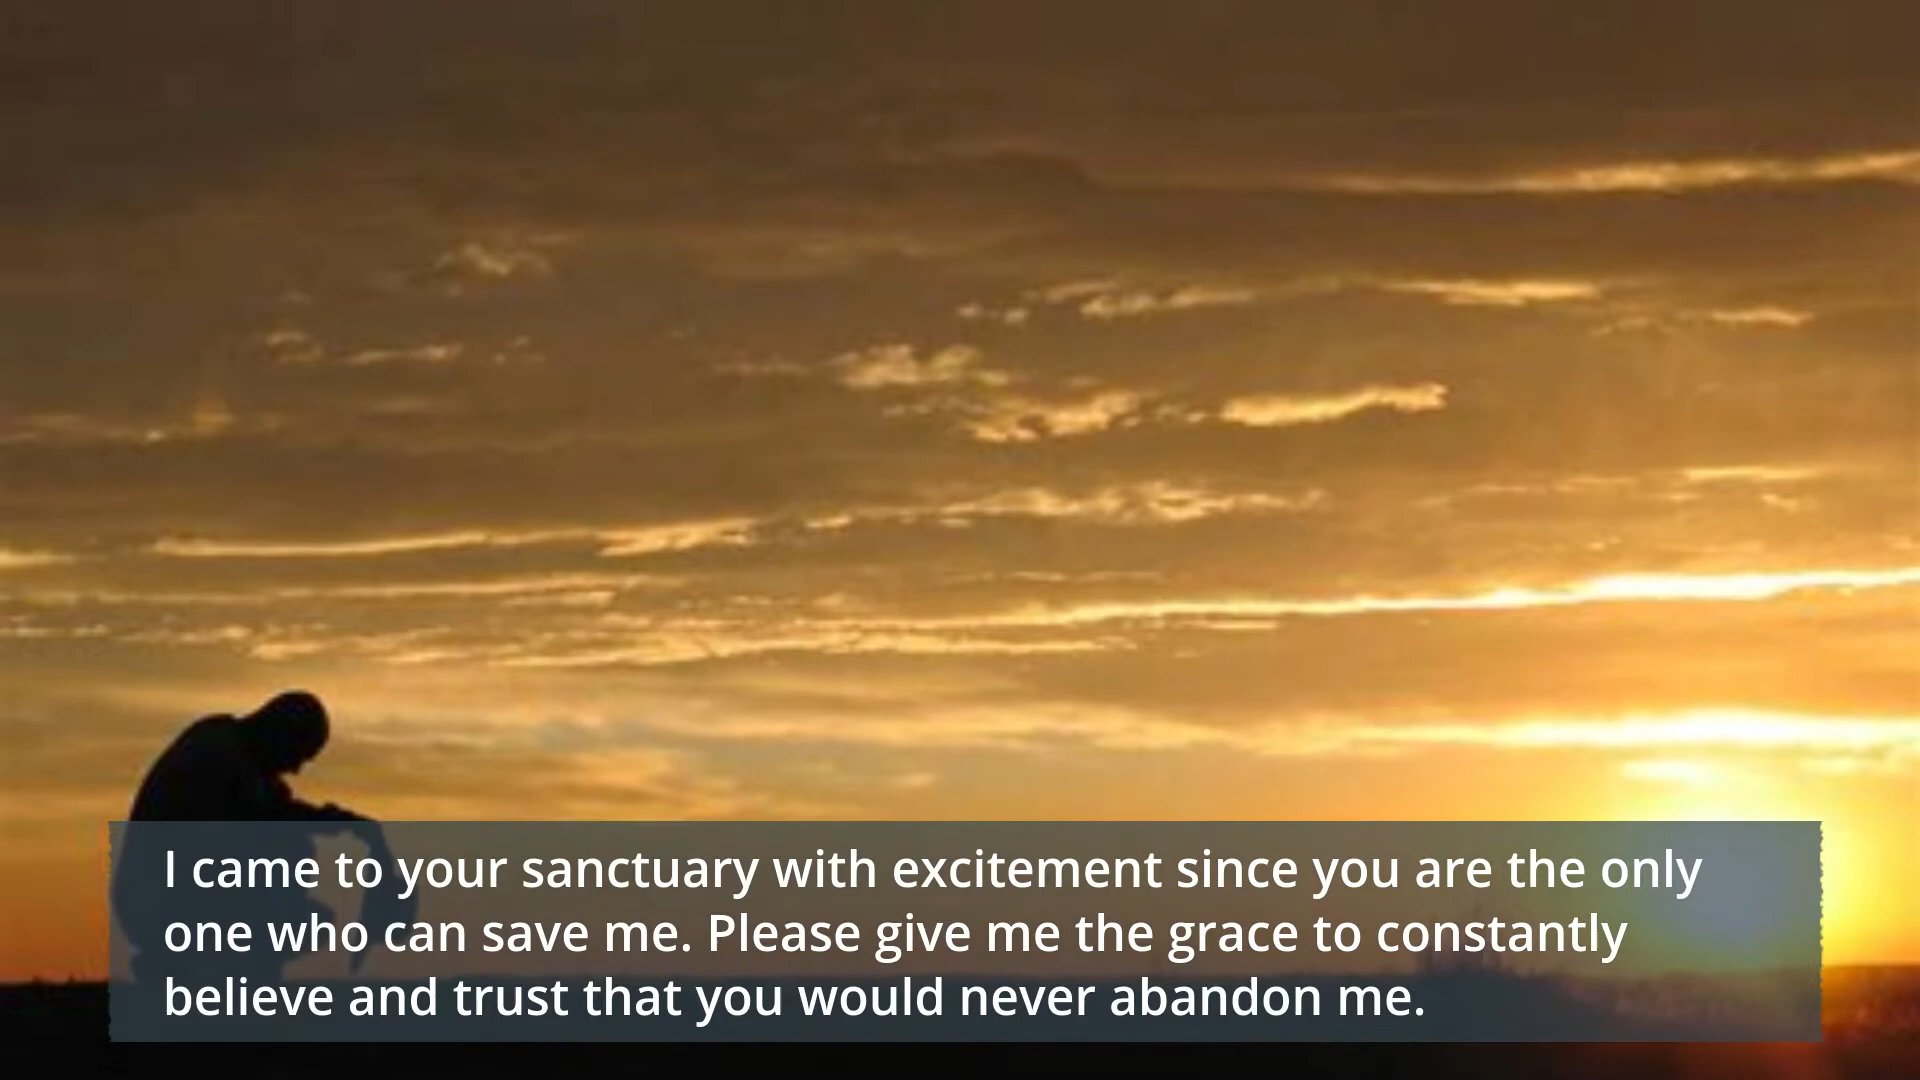 I came to your sanctuary with excitement since you are the only
one who can save me. Please give me the grace to constantly
believe and trust that you would never abandon me.